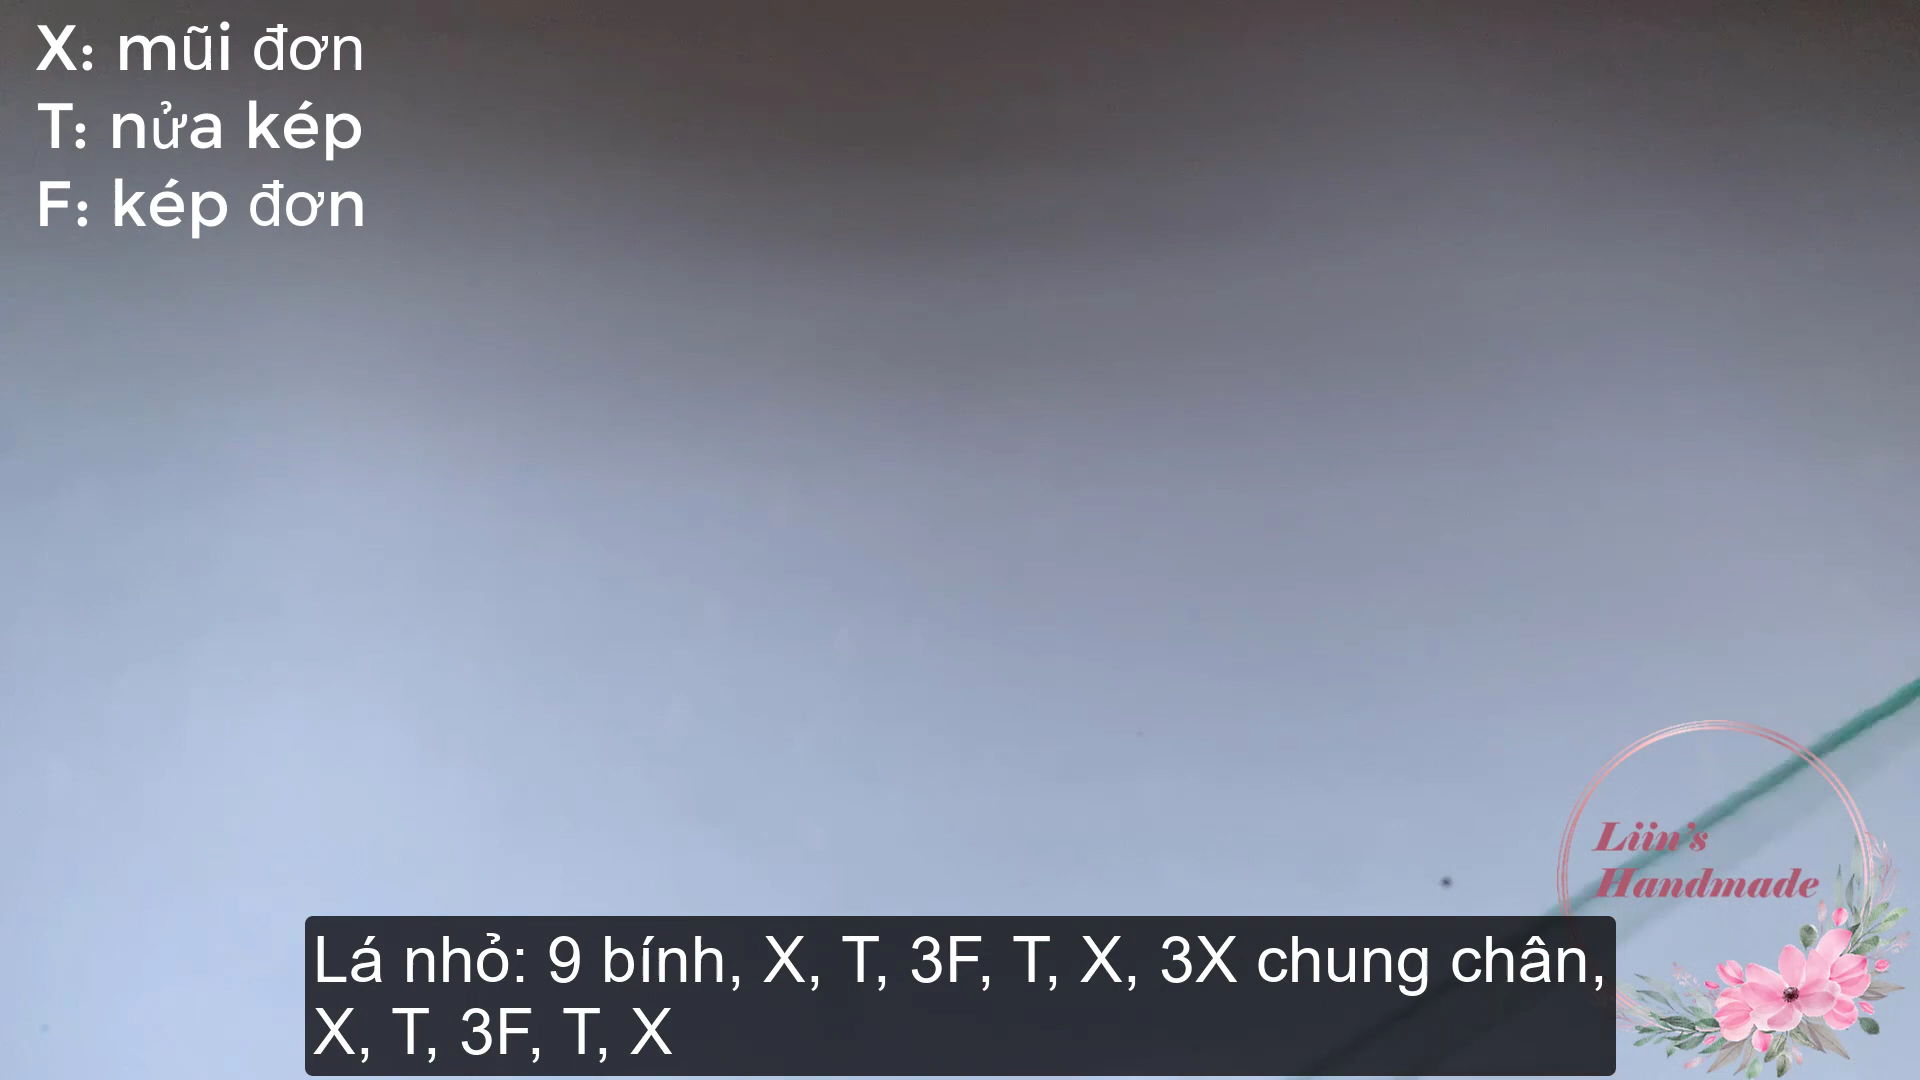 X: mũi đơn
T: nửa kép
F: kép đơn
Liin's
Handmade
Lá nhỏ: 9 bính, X, T, 3F, T, X, 3X chung chân,
X, T, 3F, T, X